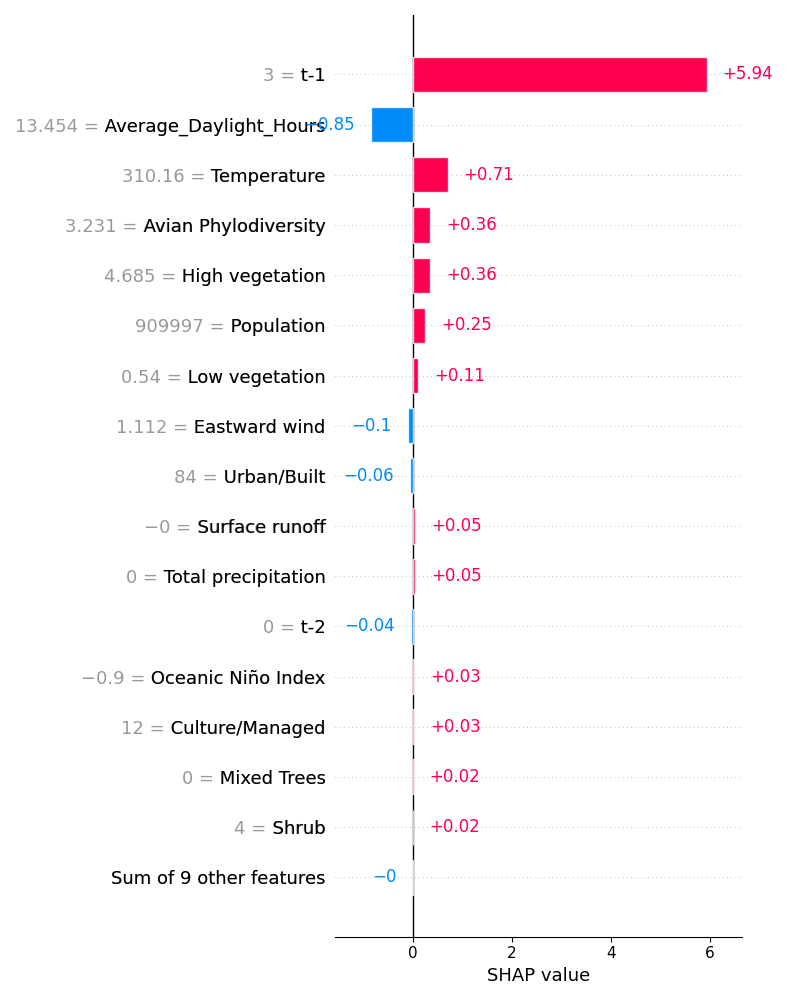 3 = t-1 +5.94
13.454 = Average_Daylight_Hours −0.85
310.16 = Temperature +0.71
3.231 = Avian Phylodiversity +0.36
4.685 = High vegetation +0.36
909997 = Population +0.25
0.54 = Low vegetation +0.11
1.112 = Eastward wind −0.1
84 = Urban/Built −0.06
−0 = Surface runoff +0.05
0 = Total precipitation +0.05
0 = t-2 −0.04
−0.9 = Oceanic Niño Index +0.03
12 = Culture/Managed +0.03
0 = Mixed Trees +0.02
4 = Shrub +0.02
Sum of 9 other features −0
0 2 4 6
SHAP value